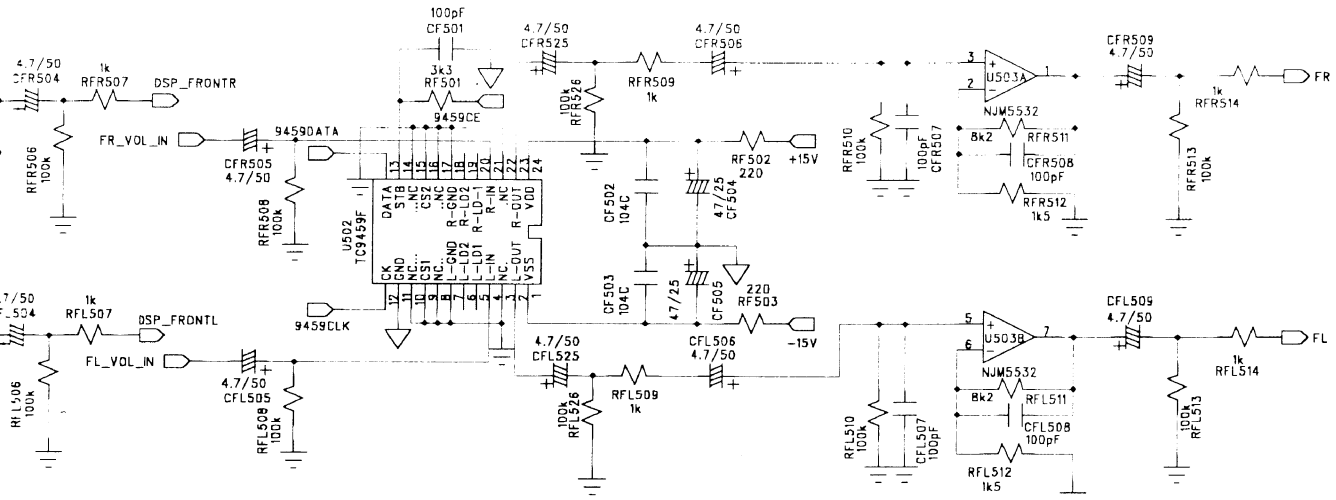 4.7/50
CFR504
1k
RFR507
DSP_FRONTR
RFR506
100k
FR_VOL_IN
CFR505
4.7/50
RFR508
100k
9459DATA
100pF
CF501
3k3
RF501
9459CE
4.7/50
CFR525
100k
RFR526
RFR509
1k
4.7/50
CFR506
RF502
220
+15V
CF502
104C
47/25
CF504
13 14 15 16 17 18 19 20 21 22 23 24
DATA
STB
..NC
CS2
..NC
R-GND
R-LD2
R-LD-1
R-IN
..NC
R-OUT
VDD
U502
TC9459F
CK
GND
NC..
CS1
NC..
L-GND
L-LD2
L-LD1
L-IN
NC..
L-OUT
VSS
12 11 10 9 8 7 6 5 4 3 2 1
9459CLK
CF503
104C
47/25
CF505
220
RF503
-15V
RFR510
100k
100pF
CFR507
3
2
+
-
U503A
1
NJM5532
8k2
RFR511
CFR508
100pF
RFR512
1k5
CFR509
4.7/50
RFR513
100k
1k
RFR514
FR
4.7/50
1k
RFL507
DSP_FRONTL
RFL506
100k
FL_VOL_IN
4.7/50
CFL505
RFL508
100k
4.7/50
CFL525
100k
RFL526
RFL509
1k
CFL506
4.7/50
RFL510
100k
CFL507
100pF
5
6
+
-
U503B
7
NJM5532
8k2
RFL511
CFL508
100pF
RFL512
1k5
CFL509
4.7/50
100k
RFL513
1k
RFL514
FL